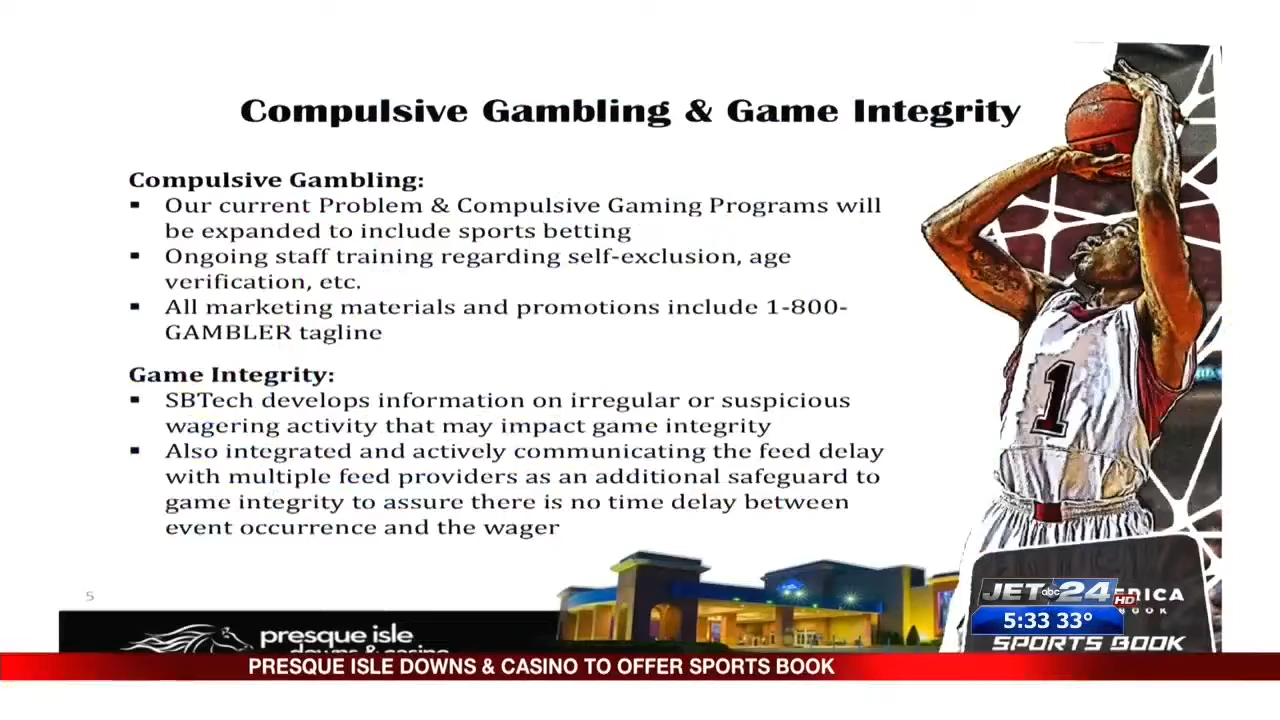 Compulsive Gambling & Game Integrity
Compulsive Gambling:
Our current Problem & Compulsive Gaming Programs will
be expanded to include sports betting
Ongoing staff training regarding self-exclusion, age
verification, etc.
All marketing materials and promotions include 1-800-
GAMBLER tagline
Game Integrity:
SBTech develops information on irregular or suspicious
wagering activity that may impact game integrity
Also integrated and actively communicating the feed delay
with multiple feed providers as an additional safeguard to
game integrity to assure there is no time delay between
event occurrence and the wager
1
5
presque isle
downs & casino
JET abc 24 HD
5:33 33°
SPORTS BOOK
PRESQUE ISLE DOWNS & CASINO TO OFFER SPORTS BOOK